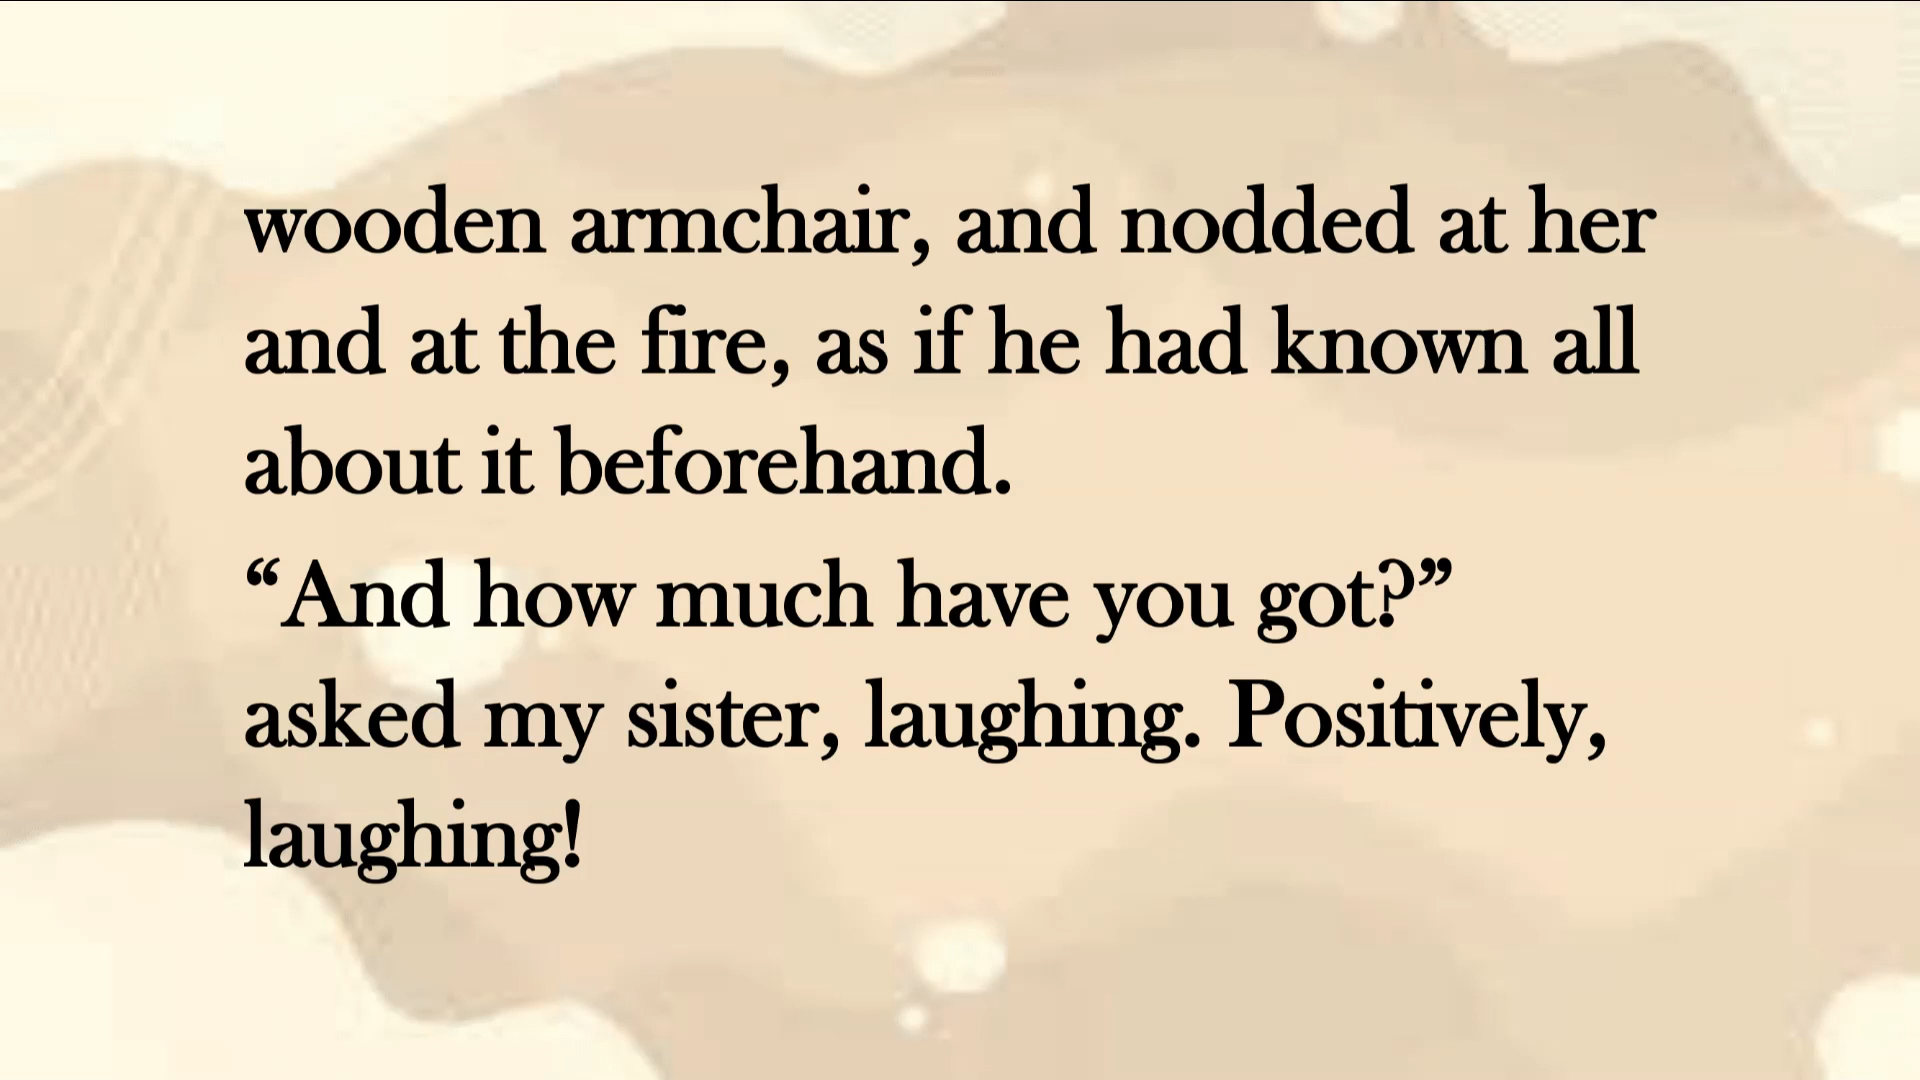 wooden armchair, and nodded at her
and at the fire, as if he had known all
about it beforehand.
“And how much have you got?”
asked my sister, laughing. Positively,
laughing!